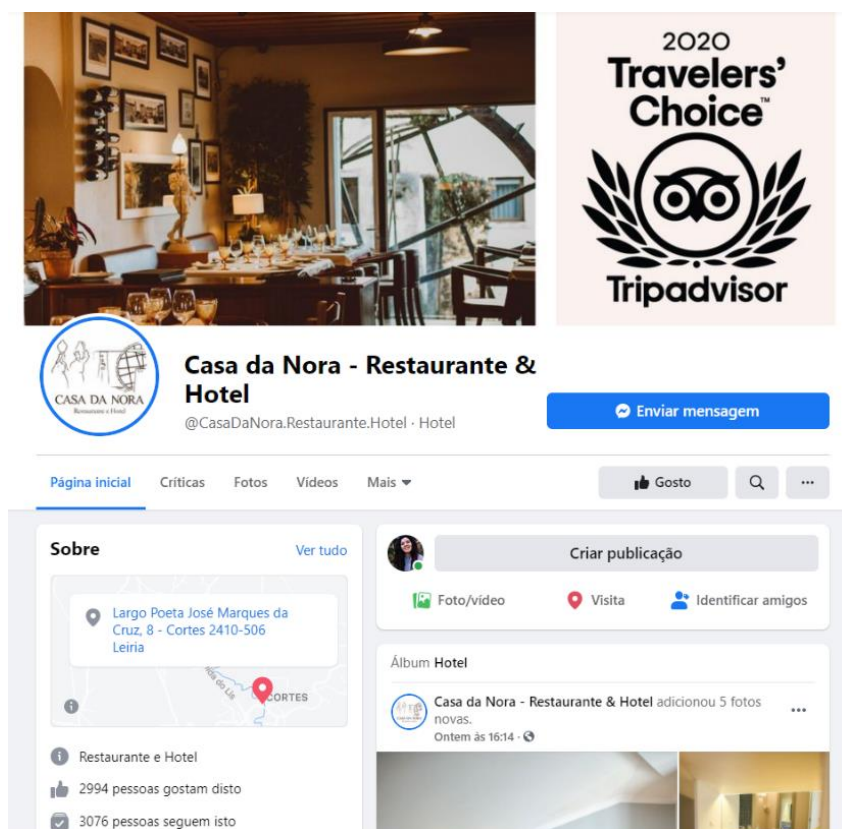 2020
Travelers'
Choice™
Tripadvisor
CASA DA NORA
Restaurante e Hotel
Casa da Nora - Restaurante &
Hotel
@CasaDaNora.Restaurante.Hotel · Hotel
Enviar mensagem
Página inicial
Críticas
Fotos
Vídeos
Mais
Gosto
Sobre
Ver tudo
Largo Poeta José Marques da
Cruz, 8 - Cortes 2410-506
Leiria
CORTES
Restaurante e Hotel
2994 pessoas gostam disto
3076 pessoas seguem isto
Criar publicação
Foto/vídeo
Visita
Identificar amigos
Álbum Hotel
Casa da Nora - Restaurante & Hotel adicionou 5 fotos
novas.
Ontem às 16:14 ·